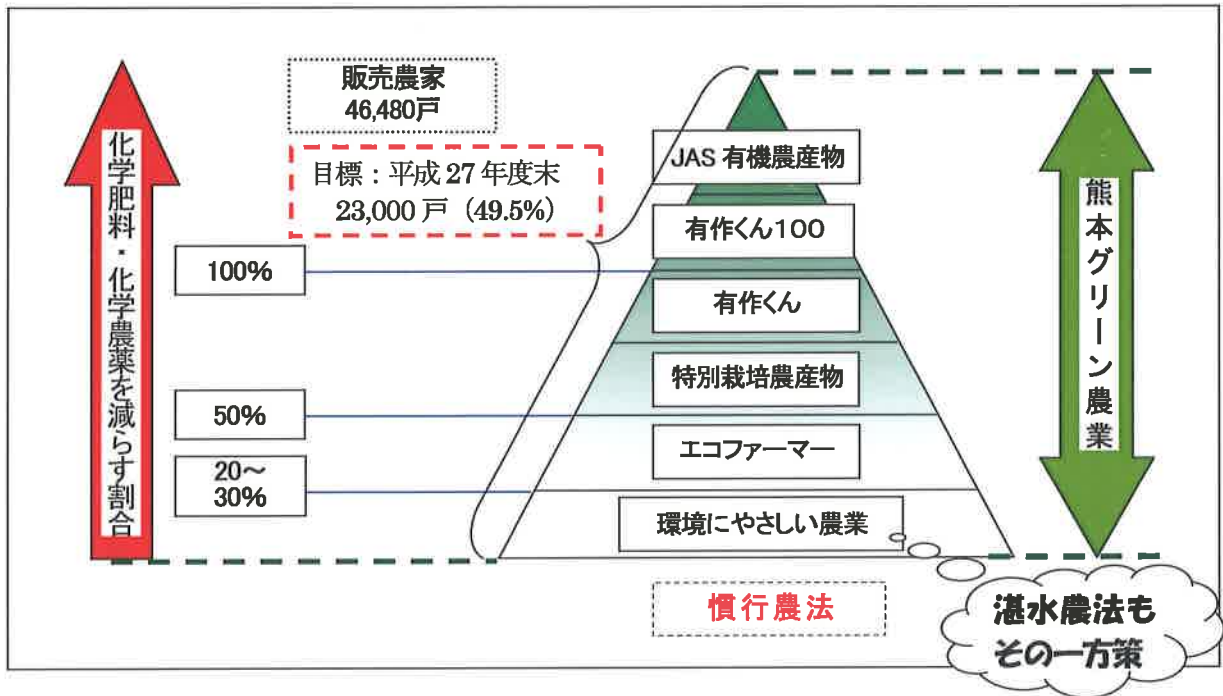 販売農家
46,480戸
目標：平成27年度末
23,000戸（49.5%）
化学肥料・化学農薬を減らす割合
100%
50%
20～
30%
JAS 有機農産物
有作くん100
有作くん
特別栽培農産物
エコファーマー
環境にやさしい農業
慣行農法
熊本グリーン農業
湛水農法も
その一方策